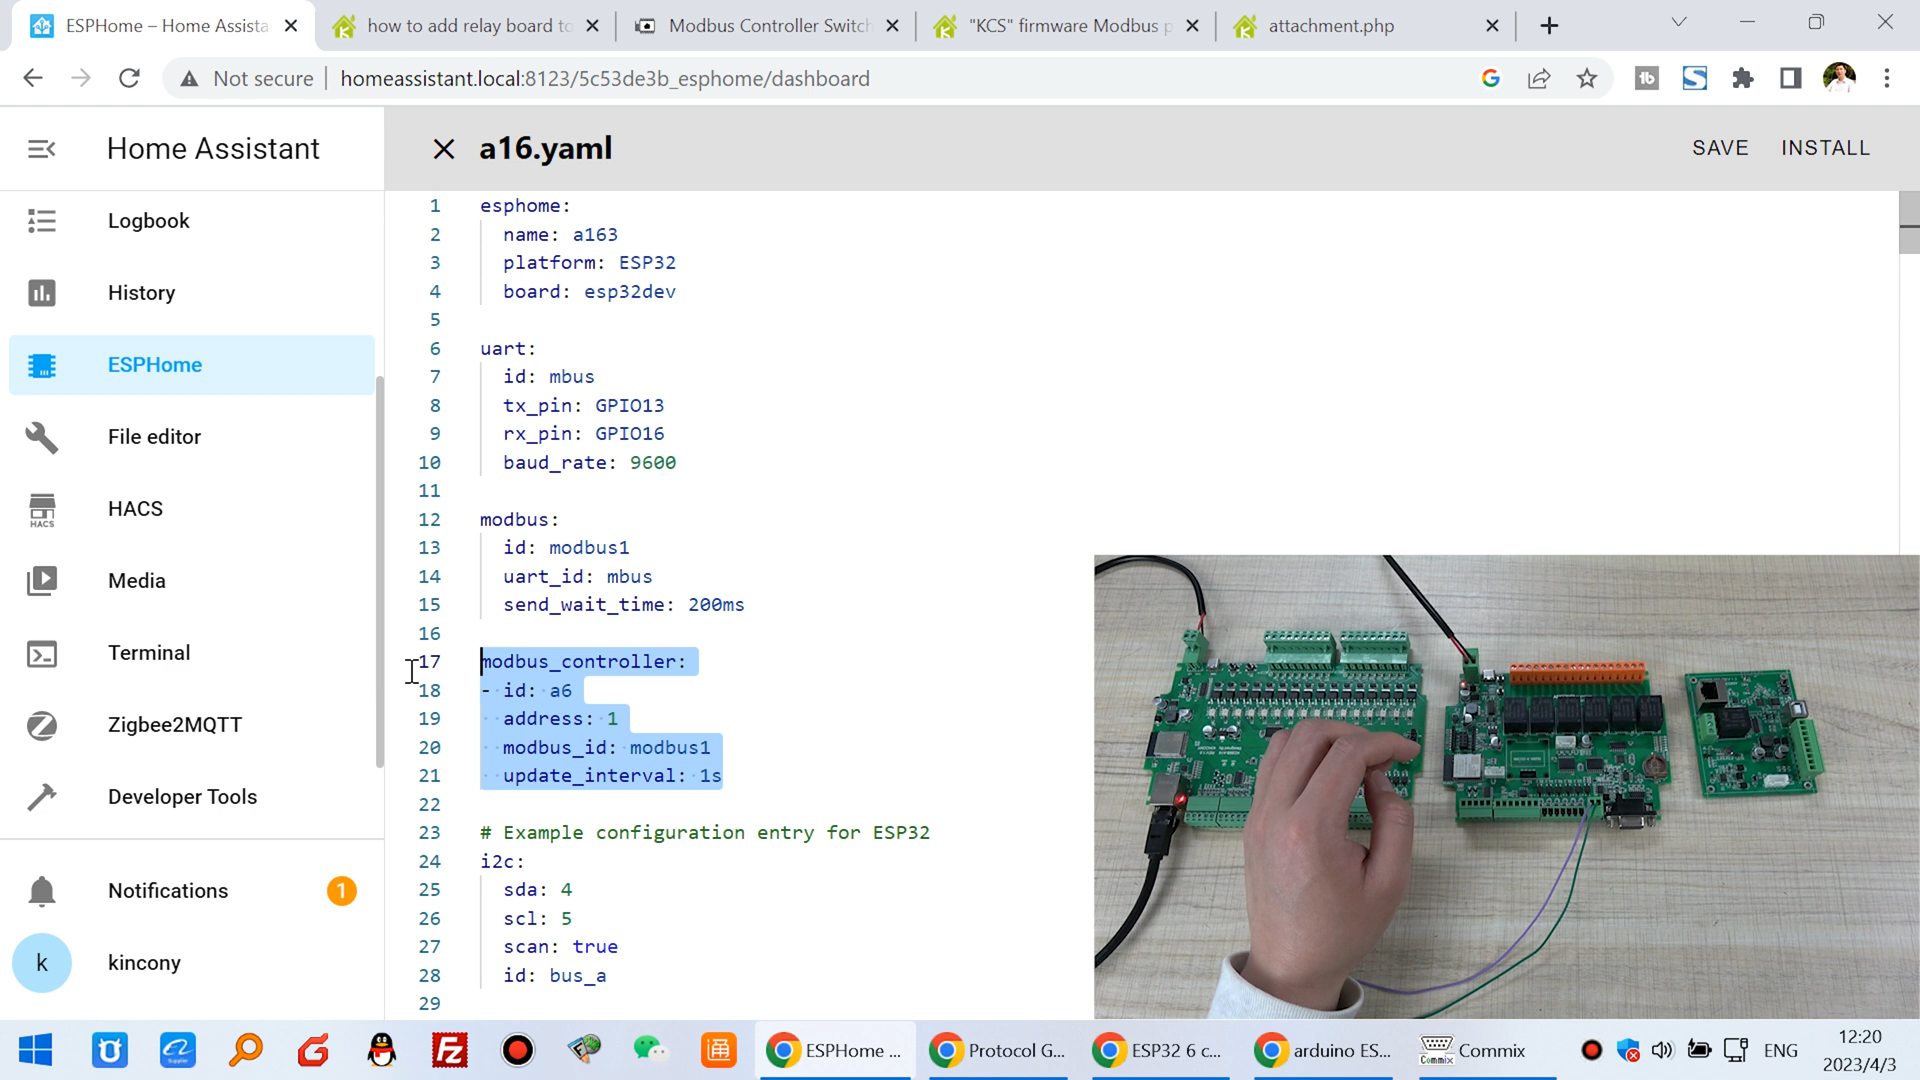 ESPHome – Home Assista
how to add relay board to
Modbus Controller Switch
"KCS" firmware Modbus p
attachment.php
Not secure
homeassistant.local:8123/5c53de3b_esphome/dashboard
Home Assistant
a16.yaml
SAVE
INSTALL
Logbook
History
ESPHome
File editor
HACS
HACS
Media
Terminal
Zigbee2MQTT
Developer Tools
Notifications
1
k
kincony
1 esphome:
2 name: a163
3 platform: ESP32
4 board: esp32dev
5
6 uart:
7 id: mbus
8 tx_pin: GPIO13
9 rx_pin: GPIO16
10 baud_rate: 9600
11
12 modbus:
13 id: modbus1
14 uart_id: mbus
15 send_wait_time: 200ms
16
17 modbus_controller:
18 - id: a6
19 address: 1
20 modbus_id: modbus1
21 update_interval: 1s
22
23 # Example configuration entry for ESP32
24 i2c:
25 sda: 4
26 scl: 5
27 scan: true
28 id: bus_a
29
通
ESPHome ...
Protocol G...
ESP32 6 c...
arduino ES...
Commix
Commix
ENG
12:20
2023/4/3